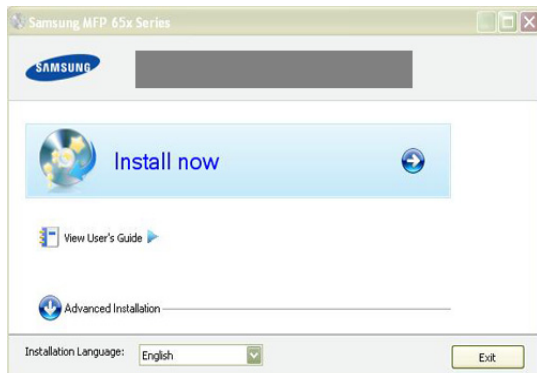 Samsung MFP 65x Series
SAMSUNG
Install now
View User's Guide
Advanced Installation
Installation Language:
English
Exit